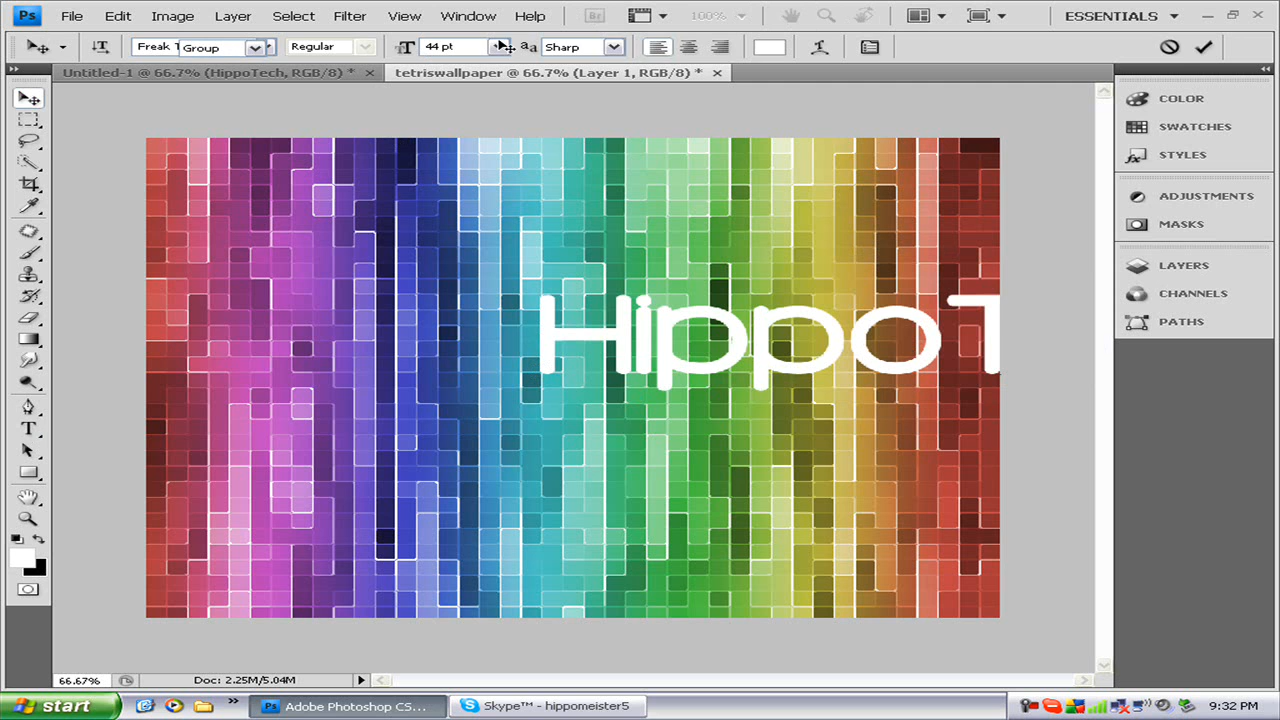 Ps File Edit Image Layer Select Filter View Window Help Br 100% ESSENTIALS
Freak T Group Regular 44 pt aa Sharp
Untitled-1 @ 66.7% (HippoTech, RGB/8) * tetriswallpaper @ 66.7% (Layer 1, RGB/8) *
COLOR
SWATCHES
STYLES
ADJUSTMENTS
MASKS
LAYERS
CHANNELS
PATHS
HippoT
66.67% Doc: 2.25M/5.04M
start Ps Adobe Photoshop CS... Skype™ - hippomeister5 9:32 PM